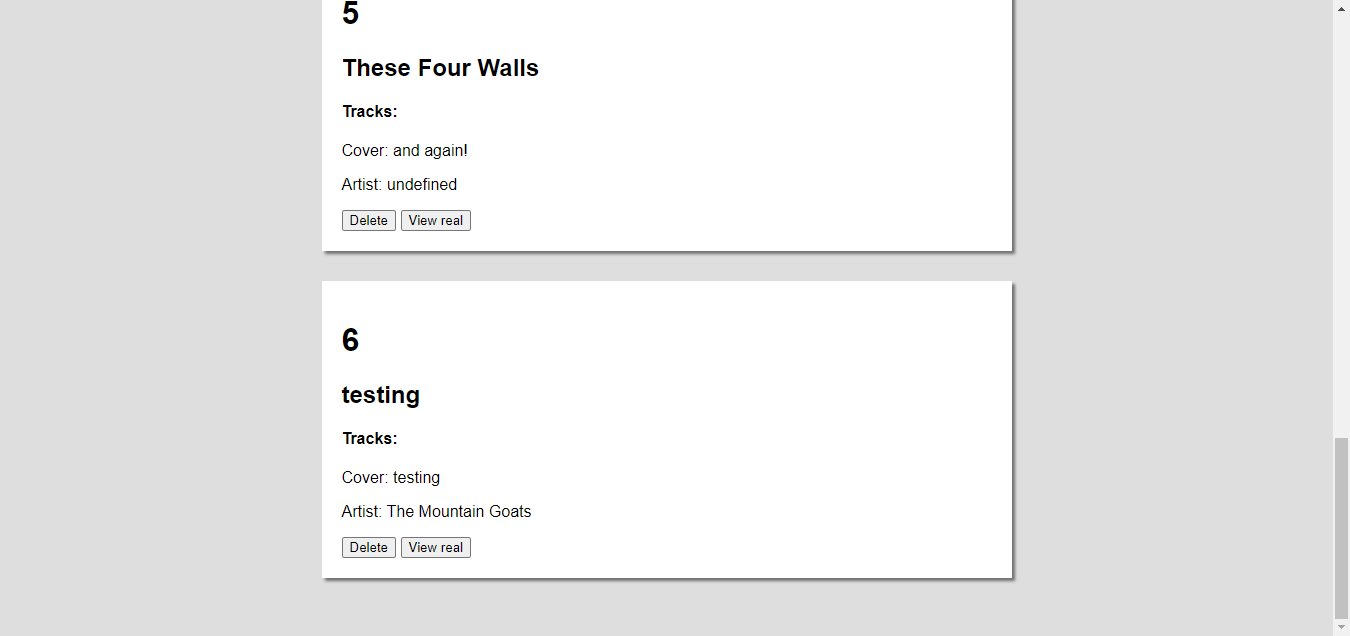 5
These Four Walls
Tracks:
Cover: and again!
Artist: undefined
Delete View real
6
testing
Tracks:
Cover: testing
Artist: The Mountain Goats
Delete View real